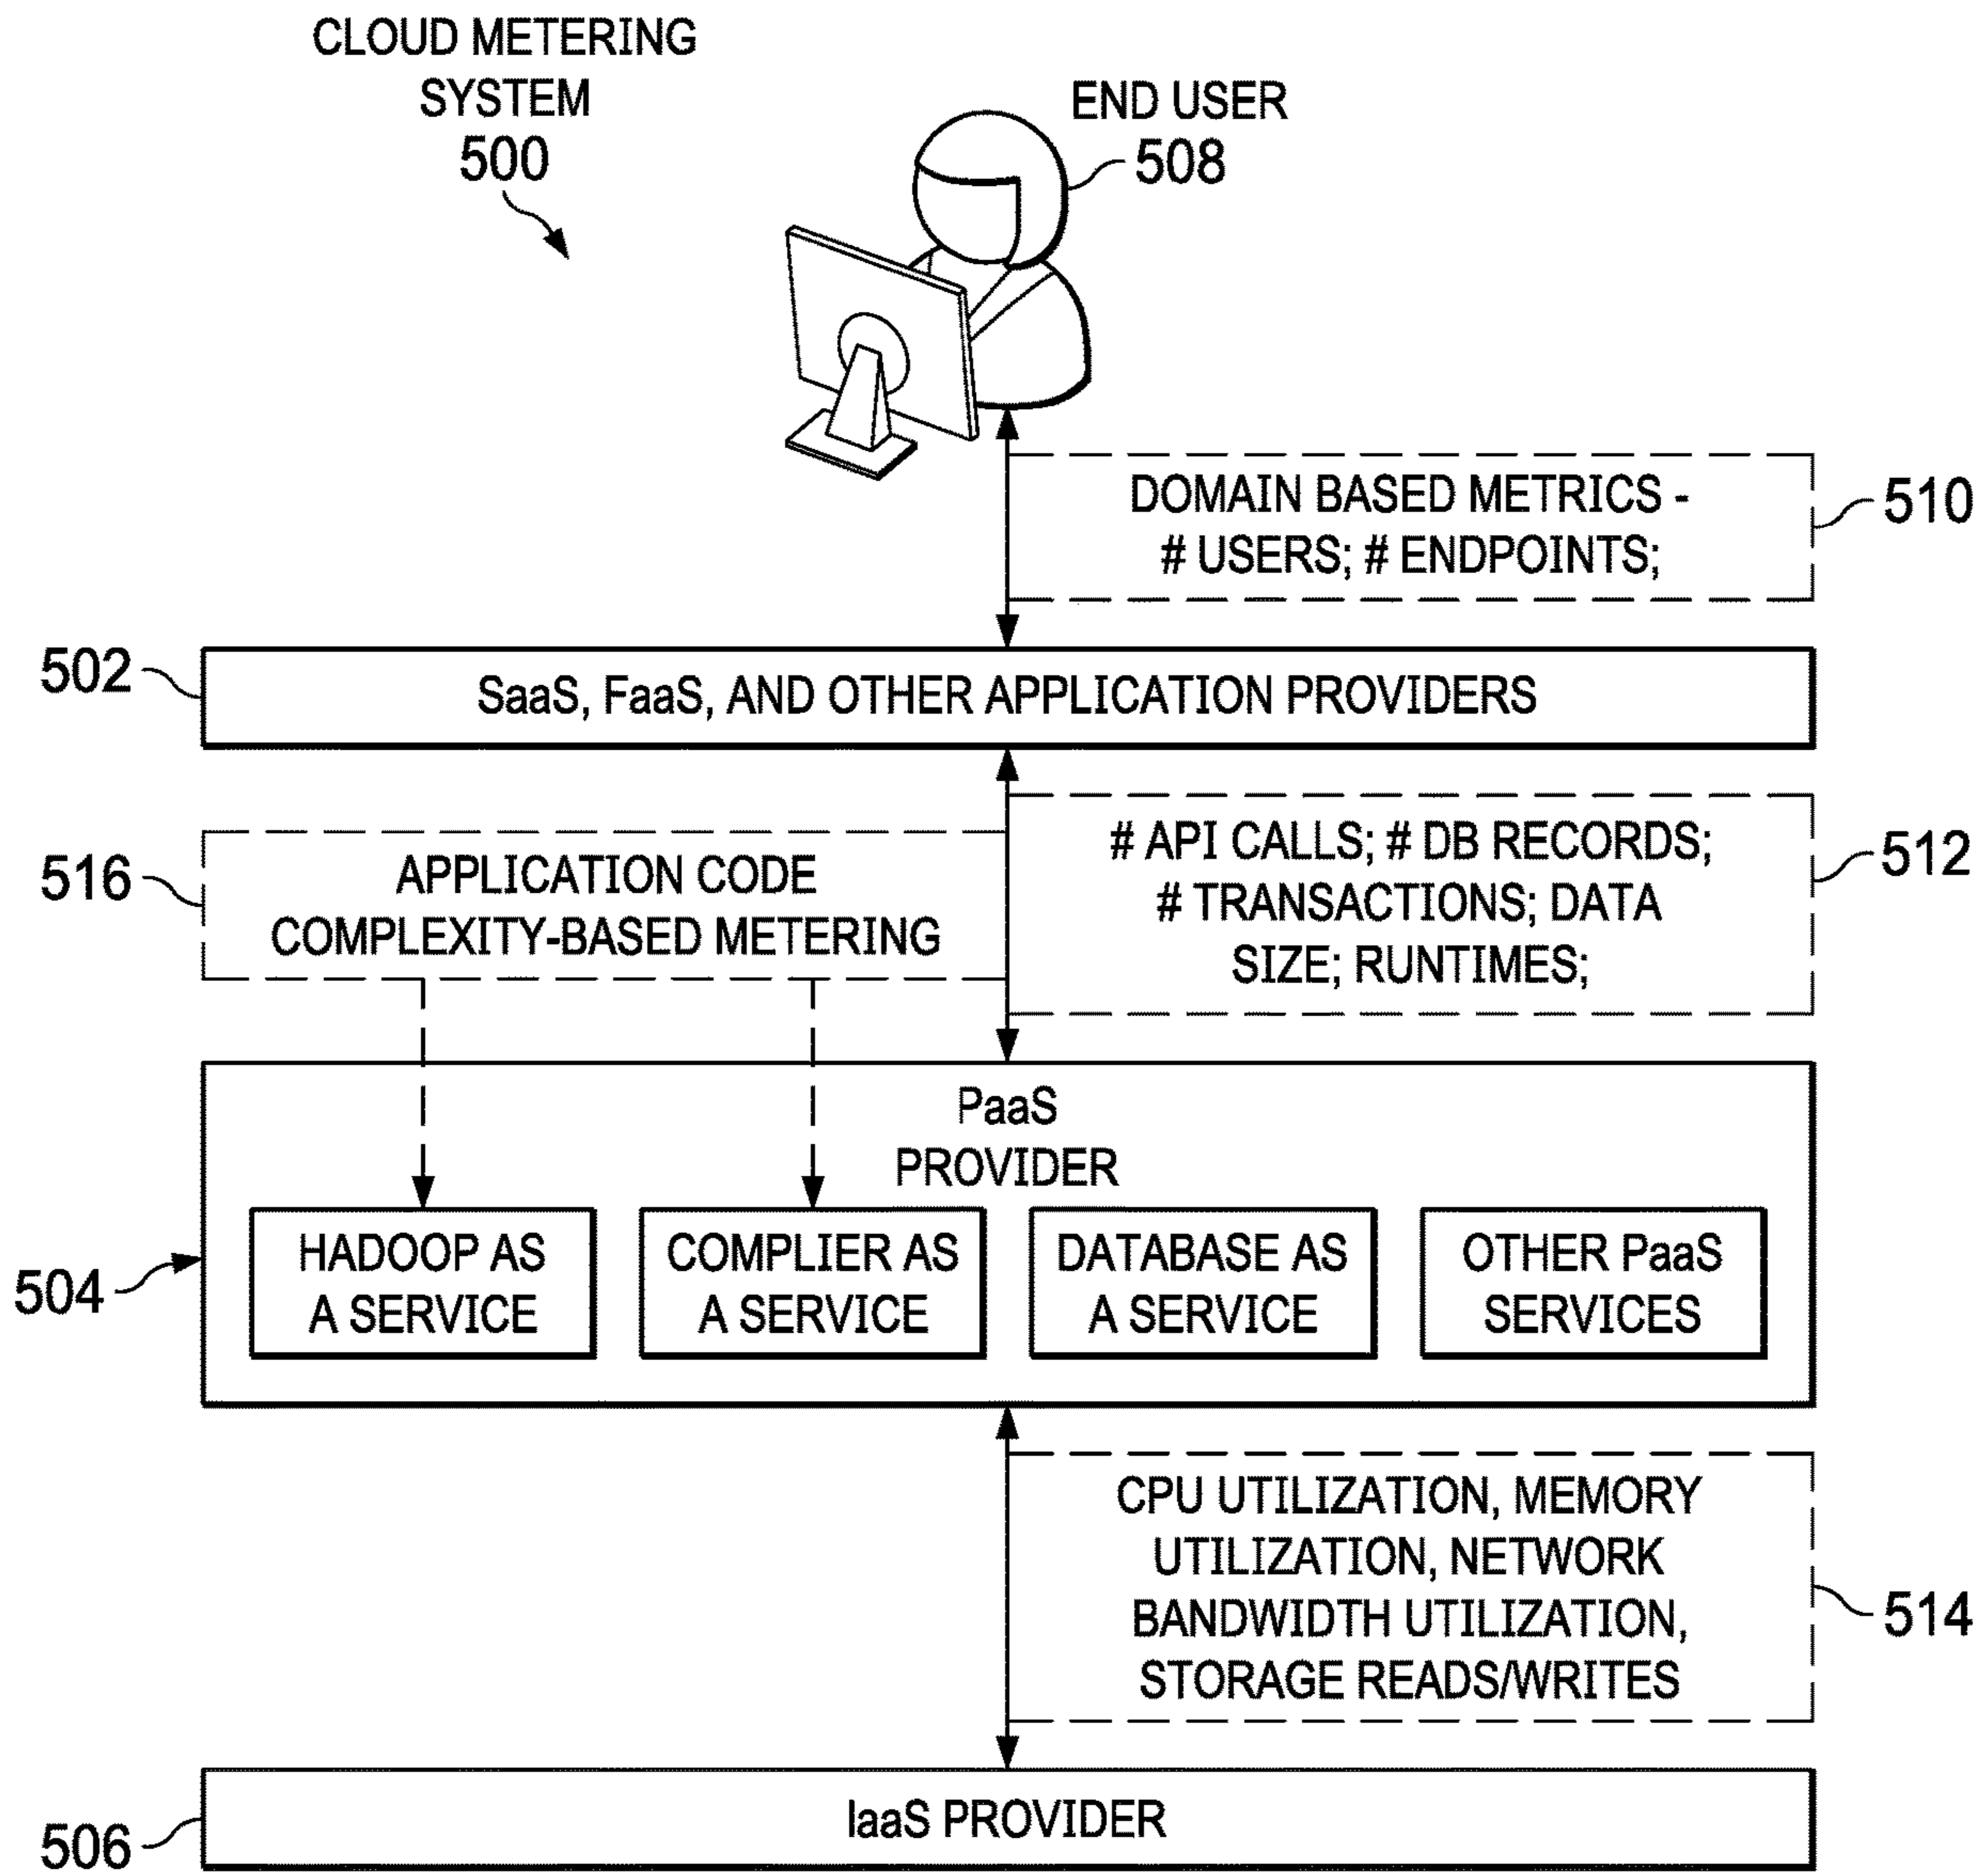 CLOUD METERING
SYSTEM
500
END USER
508
DOMAIN BASED METRICS -
# USERS; # ENDPOINTS;
510
502
SaaS, FaaS, AND OTHER APPLICATION PROVIDERS
516
APPLICATION CODE
COMPLEXITY-BASED METERING
# API CALLS; # DB RECORDS;
# TRANSACTIONS; DATA
SIZE; RUNTIMES;
512
PaaS
PROVIDER
504
HADOOP AS
A SERVICE
COMPLIER AS
A SERVICE
DATABASE AS
A SERVICE
OTHER PaaS
SERVICES
CPU UTILIZATION, MEMORY
UTILIZATION, NETWORK
BANDWIDTH UTILIZATION,
STORAGE READS/WRITES
514
506
IaaS PROVIDER